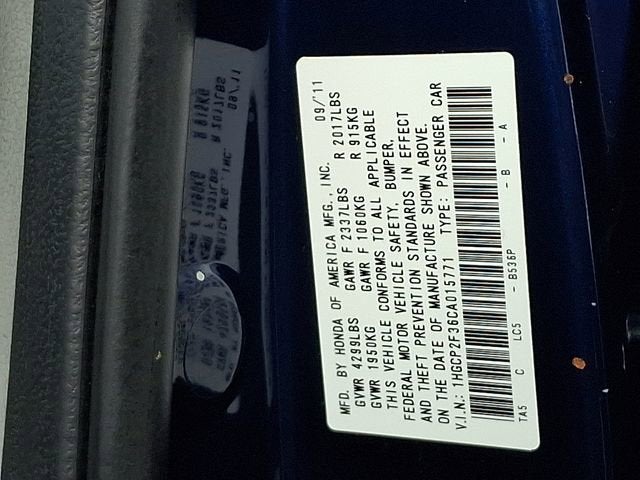 MFD. BY HONDA OF AMERICA MFG., INC. 09/11
GVWR 4299LBS GAWR F 2337LBS R 2017LBS
GVWR 1950KG GAWR F 1060KG R 915KG
THIS VEHICLE CONFORMS TO ALL APPLICABLE
FEDERAL MOTOR VEHICLE SAFETY, BUMPER,
AND THEFT PREVENTION STANDARDS IN EFFECT
ON THE DATE OF MANUFACTURE SHOWN ABOVE.
V.I.N.: 1HGCP2F36CA015771 TYPE: PASSENGER CAR
TA5 C LC5 - B536P - B - A